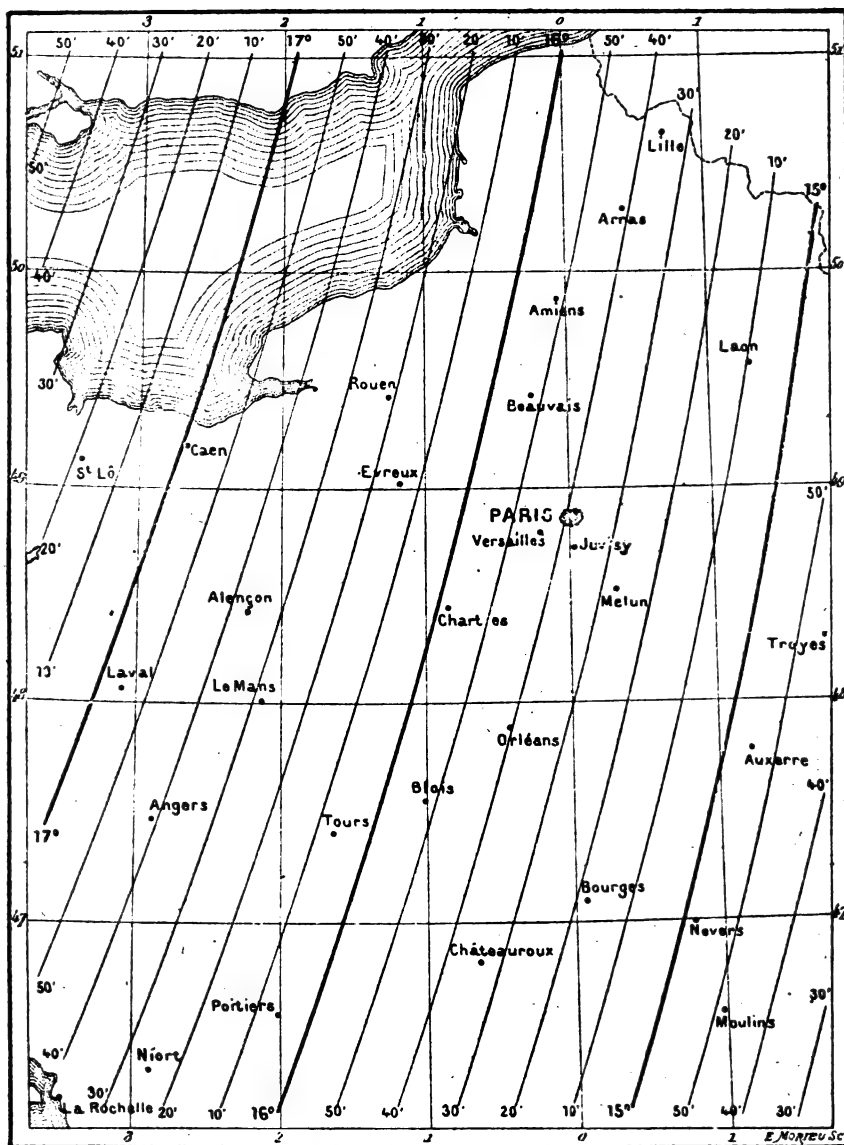 3 2 1 0 1
51 50' 40' 30' 20' 10' 17° 50' 40' 30' 20' 10' 16° 50' 40' 51
30'
Lille
50'
20'
10'
15°
Arras
50 50
40'
Amiens
Laon
30'
Rouen
Beauvais
Caen
St Lô
Evreux
50'
PARIS
Versailles
Juvisy
20'
Alençon
Melun
Chartres
Troyes
10'
Laval
Le Mans
48
Orléans
Auxerre
40'
Blois
Angers
Tours
17°
Bourges
47 47
Nevers
Châteauroux
50'
Poitiers
30'
Moulins
40'
Niort
La Rochelle
30' 20' 10' 16° 50' 40' 30' 20' 10' 15° 50' 40' 30'
3 2 1 0 1
E. MORIEU SC